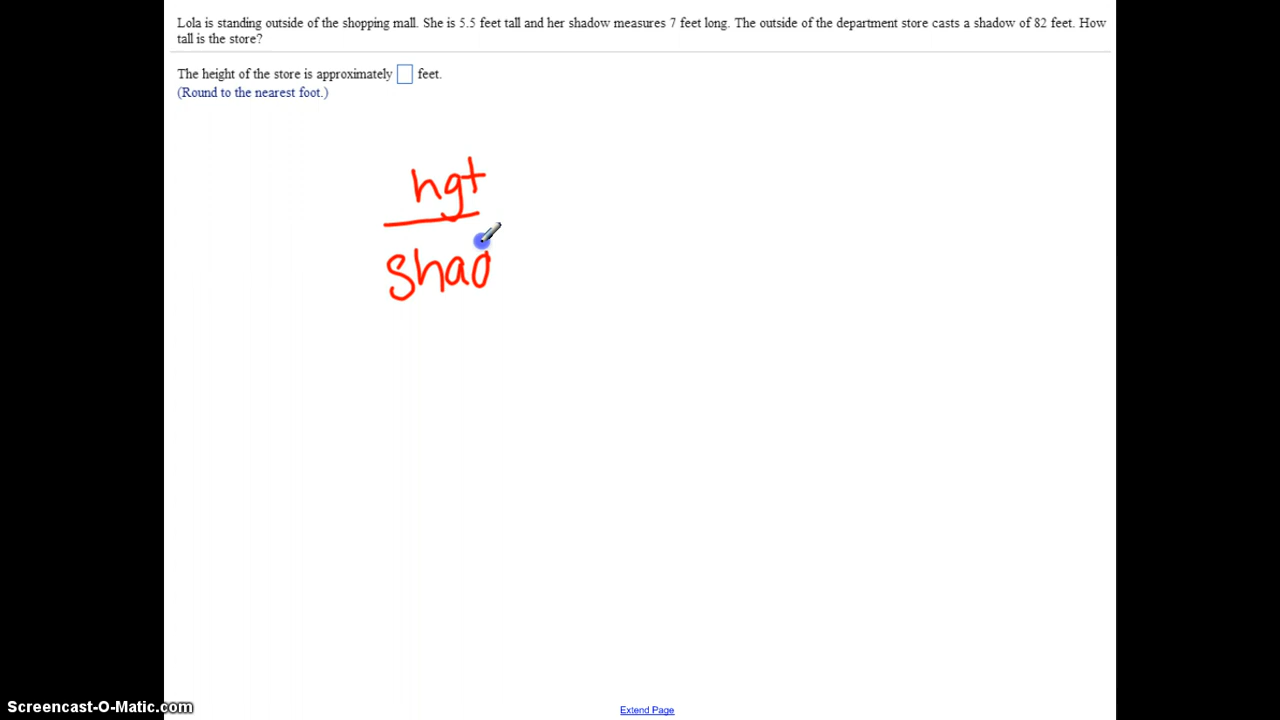 Lola is standing outside of the shopping mall. She is 5.5 feet tall and her shadow measures 7 feet long. The outside of the department store casts a shadow of 82 feet. How
tall is the store?
The height of the store is approximately feet.
(Round to the nearest foot.)
hgt
shad
Screencast-O-Matic.com
Extend Page